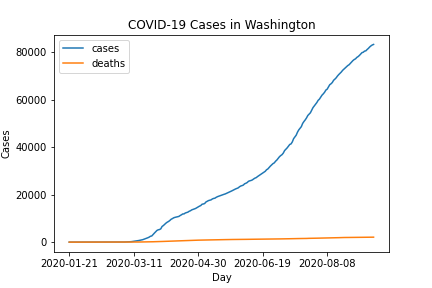 COVID-19 Cases in Washington
cases
deaths
80000
60000
40000
20000
0
Cases
2020-01-21 2020-03-11 2020-04-30 2020-06-19 2020-08-08
Day